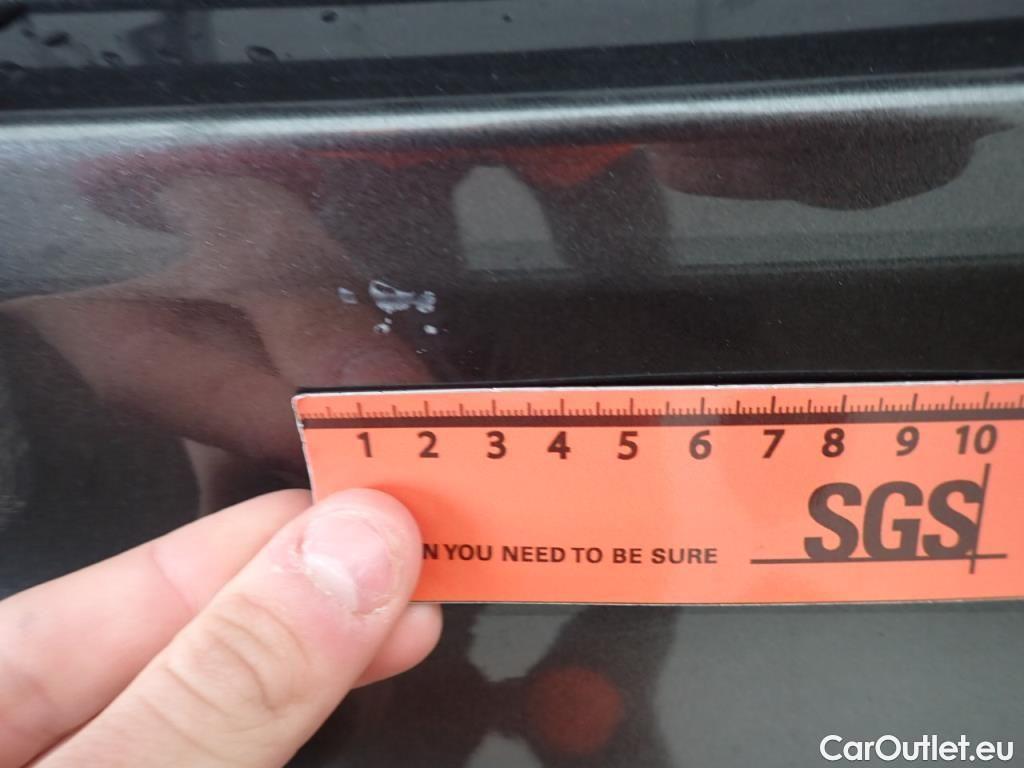 1 2 3 4 5 6 7 8 9 10
SGS
N YOU NEED TO BE SURE
CarOutlet.eu